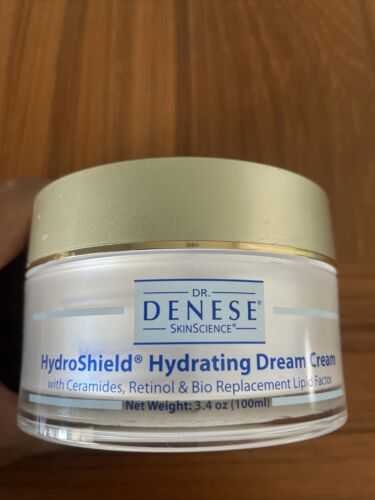 DR.
DENESE®
SKINSCIENCE®
HydroShield® Hydrating Dream Cream
with Ceramides, Retinol & Bio Replacement Lipid Factor
Net Weight: 3.4 oz (100ml)